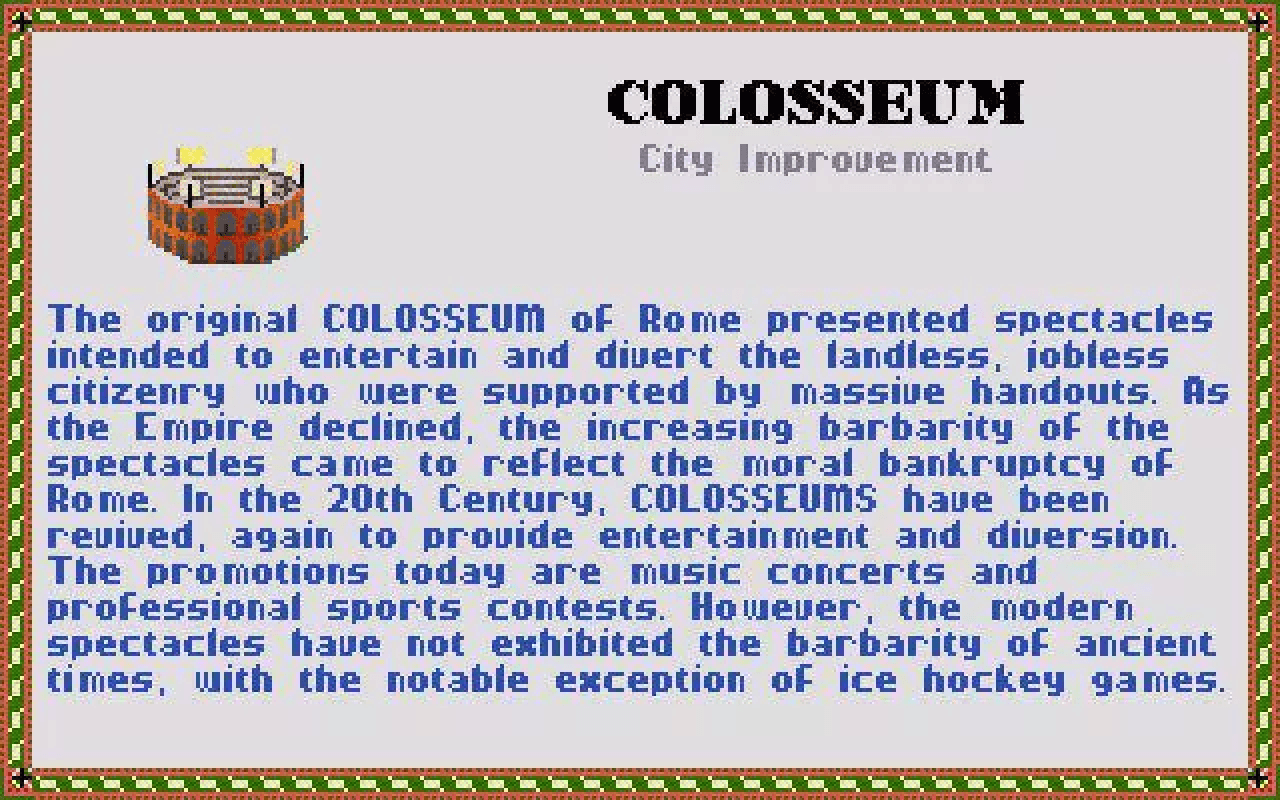 COLOSSEUM
City Improvement
The original COLOSSEUM of Rome presented spectacles
intended to entertain and divert the landless, jobless
citizenry who were supported by massive handouts. As
the Empire declined, the increasing barbarity of the
spectacles came to reflect the moral bankruptcy of
Rome. In the 20th Century, COLOSSEUMS have been
revived, again to provide entertainment and diversion.
The promotions today are music concerts and
professional sports contests. However, the modern
spectacles have not exhibited the barbarity of ancient
times, with the notable exception of ice hockey games.